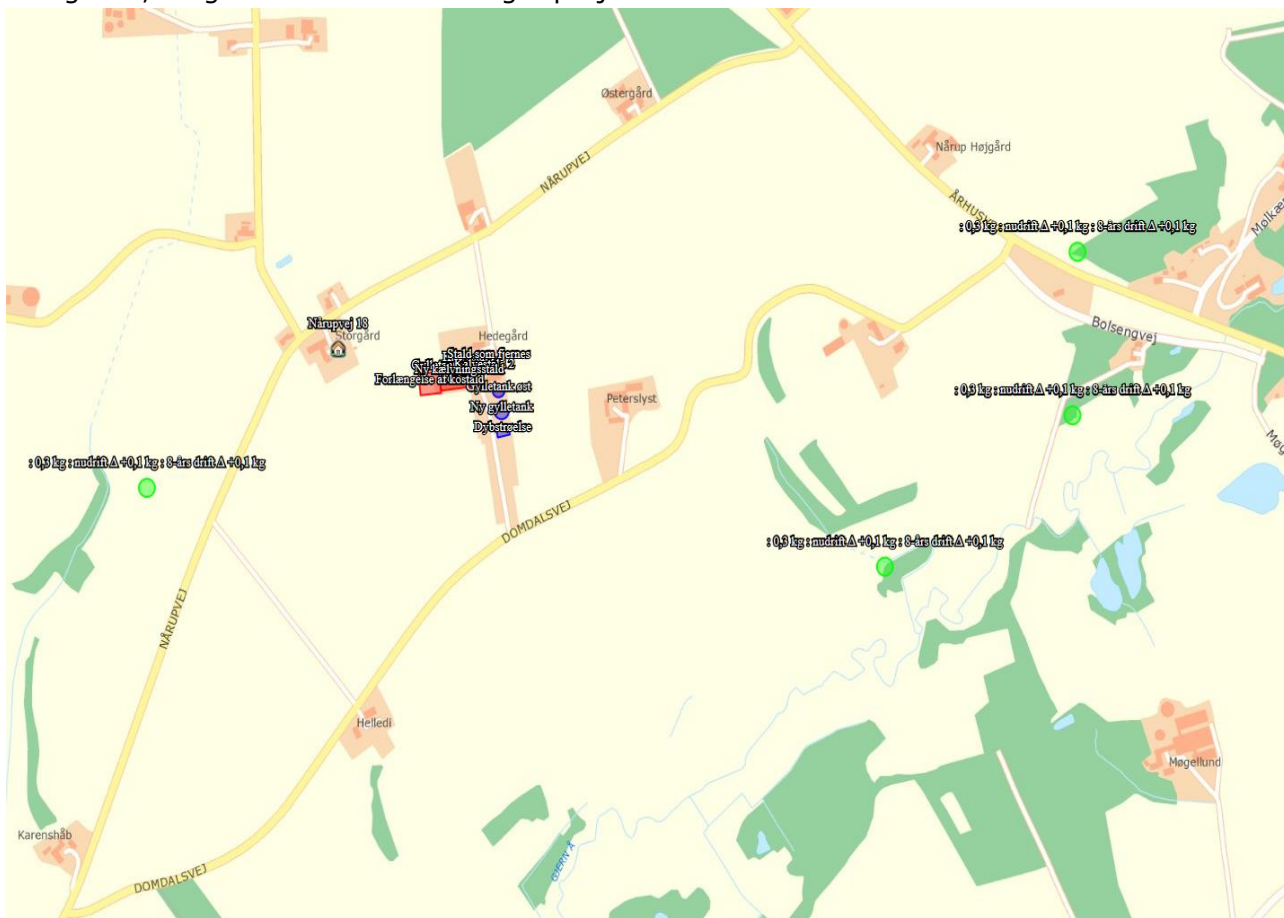 Østergård
NÅRUPVEJ
Nårup Højgård
ÅRHUSV
Mølkæ
: 0,3 kg : nudrift Δ +0,1 kg : 8-års drift Δ +0,1 kg
Nårupvej 18
Storgård
Hedegård
Bolsengvej
Stald som fjernes
Ny kælvningsstald
Forlængelse af kostald
Gylletank øst
Ny gylletank
Dybstrøelse
Peterslyst
: 0,3 kg : nudrift Δ +0,1 kg : 8-års drift Δ +0,1 kg
Møg
: 0,3 kg : nudrift Δ +0,1 kg : 8-års drift Δ +0,1 kg
DOMDALSVEJ
: 0,3 kg : nudrift Δ +0,1 kg : 8-års drift Δ +0,1 kg
NÅRUPVEJ
Helledi
Møgellund
Karenshåb
GJERN Å
DOMDALSVEJ